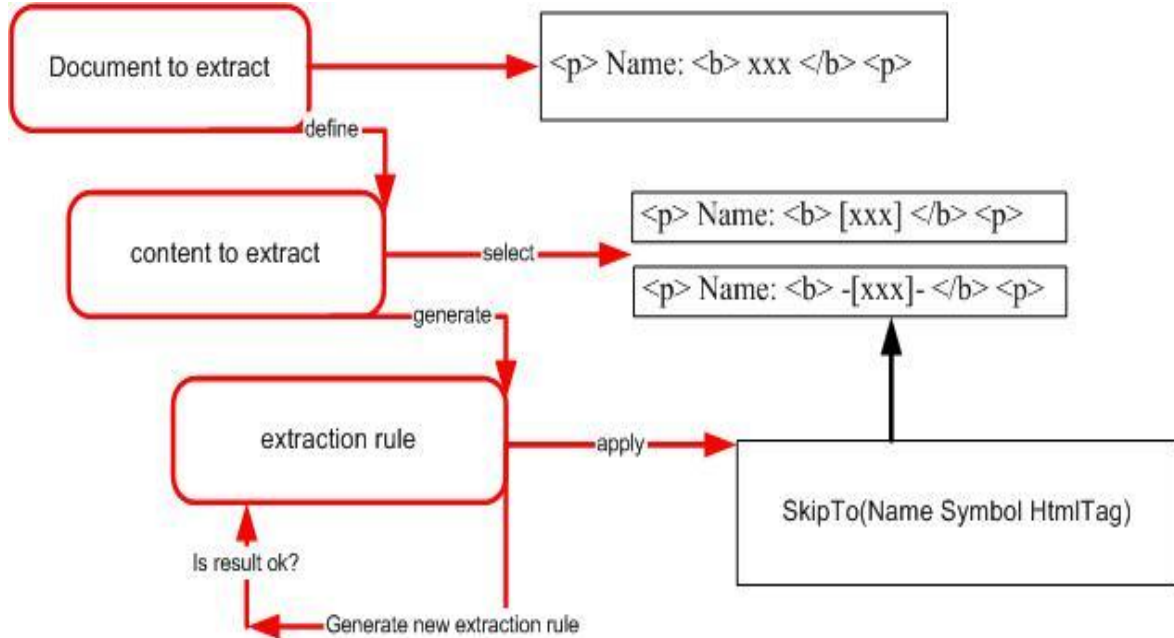 Document to extract
<p> Name: <b> xxx </b> <p>
define
content to extract
select
<p> Name: <b> [xxx] </b> <p>
<p> Name: <b> -[xxx]- </b> <p>
generate
extraction rule
apply
SkipTo(Name Symbol HtmlTag)
Is result ok?
Generate new extraction rule